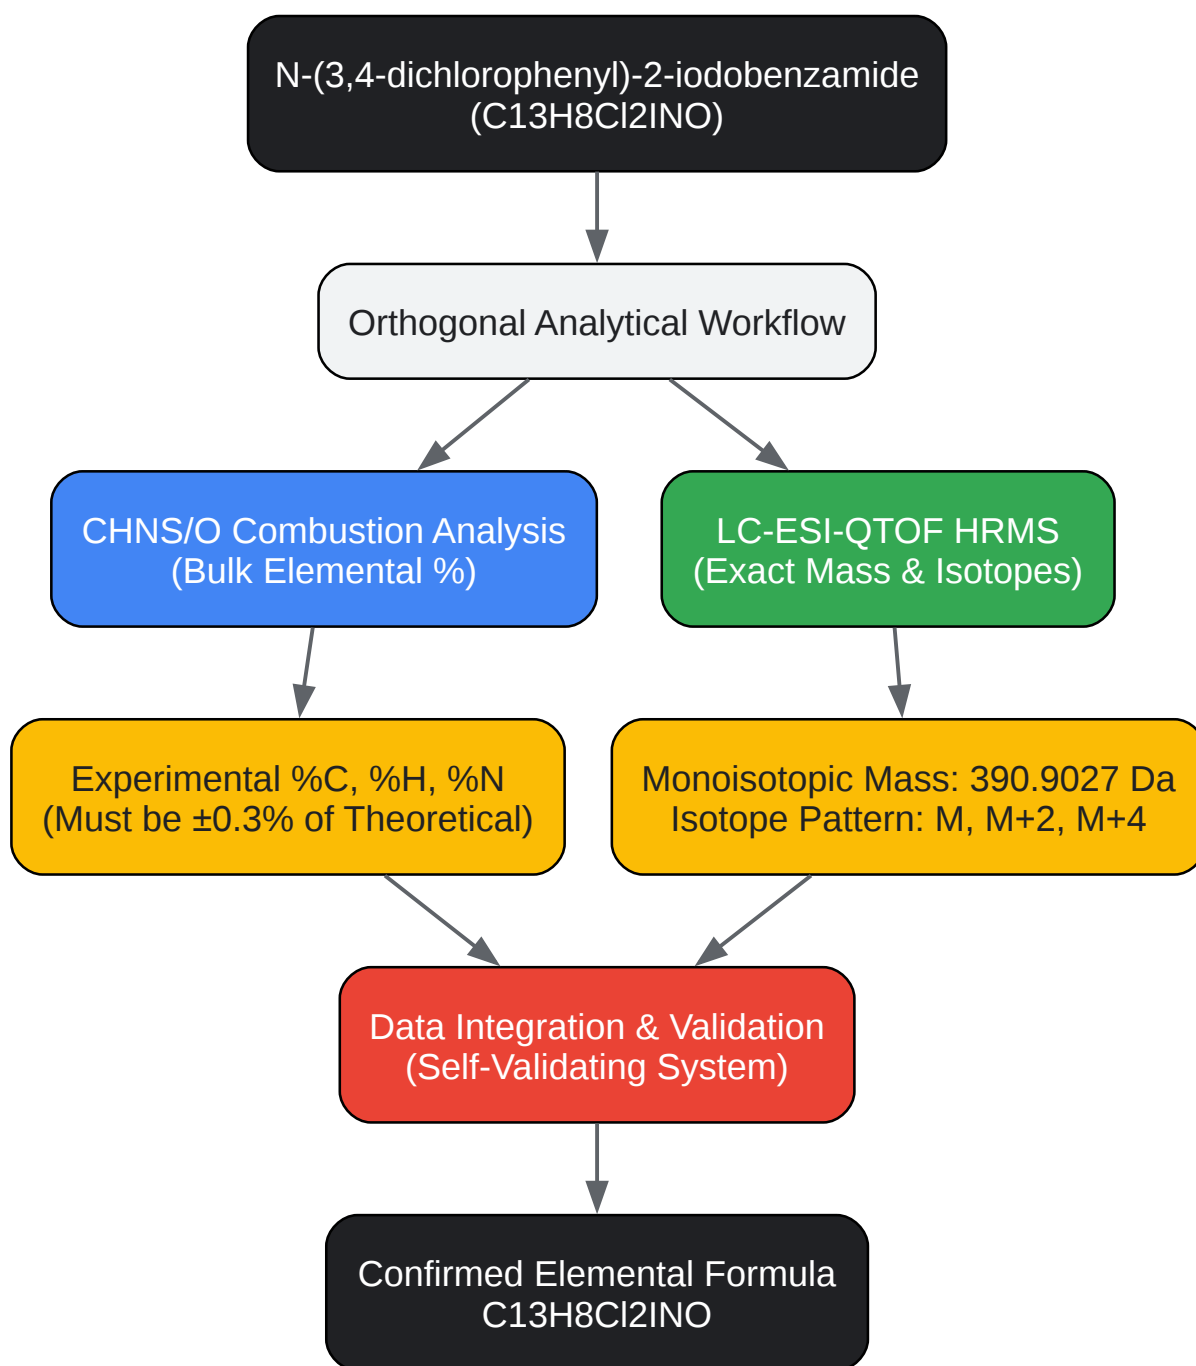 N-(3,4-dichlorophenyl)-2-iodobenzamide
(C13H8Cl2INO)
Orthogonal Analytical Workflow
CHNS/O Combustion Analysis
(Bulk Elemental %)
LC-ESI-QTOF HRMS
(Exact Mass & Isotopes)
Experimental %C, %H, %N
(Must be ±0.3% of Theoretical)
Monoisotopic Mass: 390.9027 Da
Isotope Pattern: M, M+2, M+4
Data Integration & Validation
(Self-Validating System)
Confirmed Elemental Formula
C13H8Cl2INO